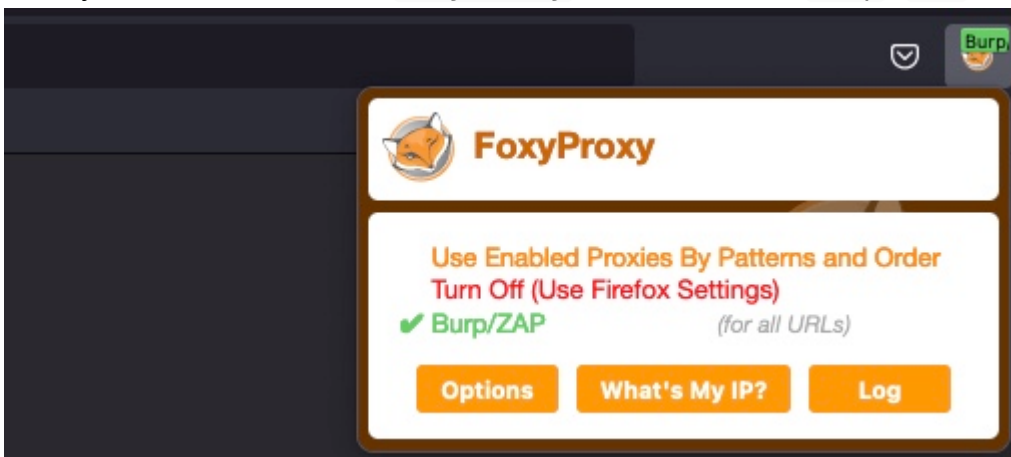 Burp/
FoxyProxy
Use Enabled Proxies By Patterns and Order
Turn Off (Use Firefox Settings)
✔ Burp/ZAP (for all URLs)
Options What's My IP? Log